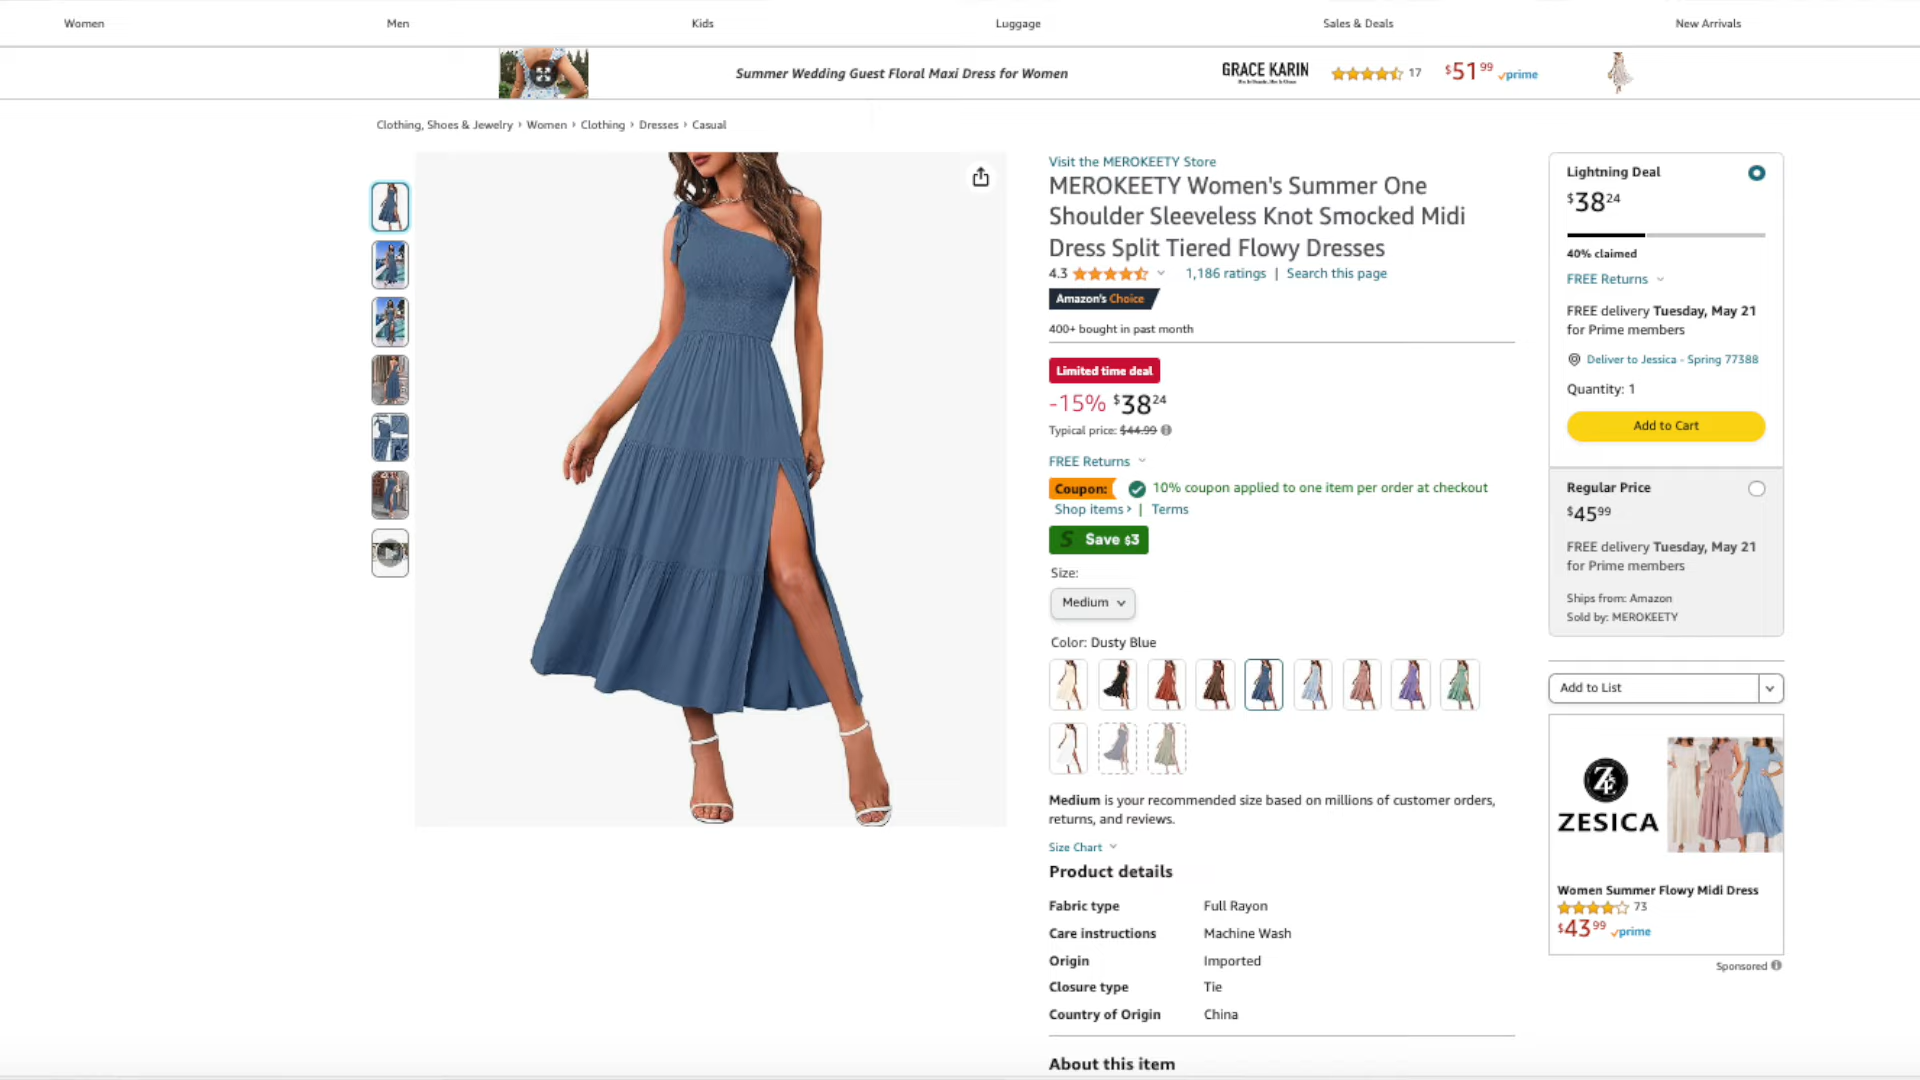 Women
Men
Kids
Luggage
Sales & Deals
New Arrivals
Summer Wedding Guest Floral Maxi Dress for Women
GRACE KARIN
17
$51 99
prime
Clothing, Shoes & Jewelry › Women › Clothing › Dresses › Casual
Visit the MEROKEETY Store
MEROKEETY Women's Summer One
Shoulder Sleeveless Knot Smocked Midi
Dress Split Tiered Flowy Dresses
4.3
1,186 ratings | Search this page
Amazon's Choice
400+ bought in past month
Limited time deal
-15% $38 24
Typical price: $44.99
FREE Returns
Coupon: 10% coupon applied to one item per order at checkout
Shop items › | Terms
Save $3
Size:
Medium
Color: Dusty Blue
Medium is your recommended size based on millions of customer orders,
returns, and reviews.
Size Chart
Product details
Fabric type Full Rayon
Care instructions Machine Wash
Origin Imported
Closure type Tie
Country of Origin China
About this item
Lightning Deal
$38 24
40% claimed
FREE Returns
FREE delivery Tuesday, May 21
for Prime members
Deliver to Jessica - Spring 77388
Quantity: 1
Add to Cart
Regular Price
$45 99
FREE delivery Tuesday, May 21
for Prime members
Ships from: Amazon
Sold by: MEROKEETY
Add to List
ZESICA
Women Summer Flowy Midi Dress
73
$43 99
prime
Sponsored